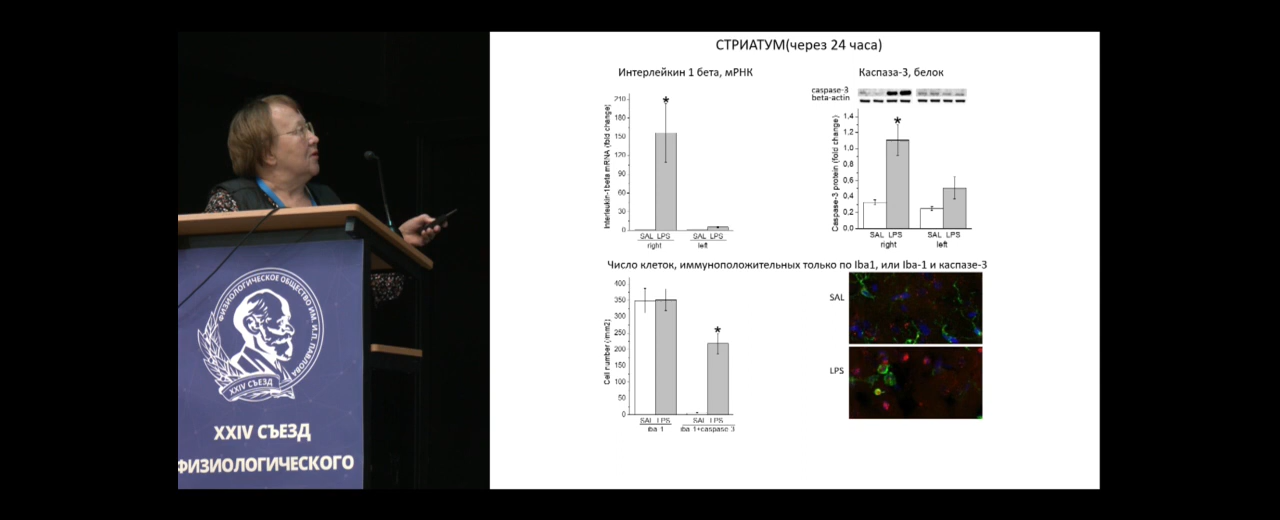 СТРИАТУМ(через 24 часа)
Интерлейкин 1 бета, мРНК
Interleukin-1beta mRNA (fold change)
210
180
150
120
90
60
30
0
*
SAL LPS SAL LPS
right left
Каспаза-3, белок
caspase-3
beta-actin
Caspase-3 protein (fold change)
1,4
1,2
1,0
0,8
0,6
0,4
0,2
0.0
*
SAL LPS SAL LPS
right left
Число клеток, иммуноположительных только по Iba1, или Iba-1 и каспазе-3
Cell number (mm2)
400
350
300
250
200
150
100
50
0
*
SAL LPS SAL LPS
iba 1 iba 1+caspase 3
SAL
LPS
ФИЗИОЛОГИЧЕСКОЕ ОБЩЕСТВО ИМ. И.П. ПАВЛОВА
XXIV СЪЕЗД
XXIV СЪЕЗД
ФИЗИОЛОГИЧЕСКОГО